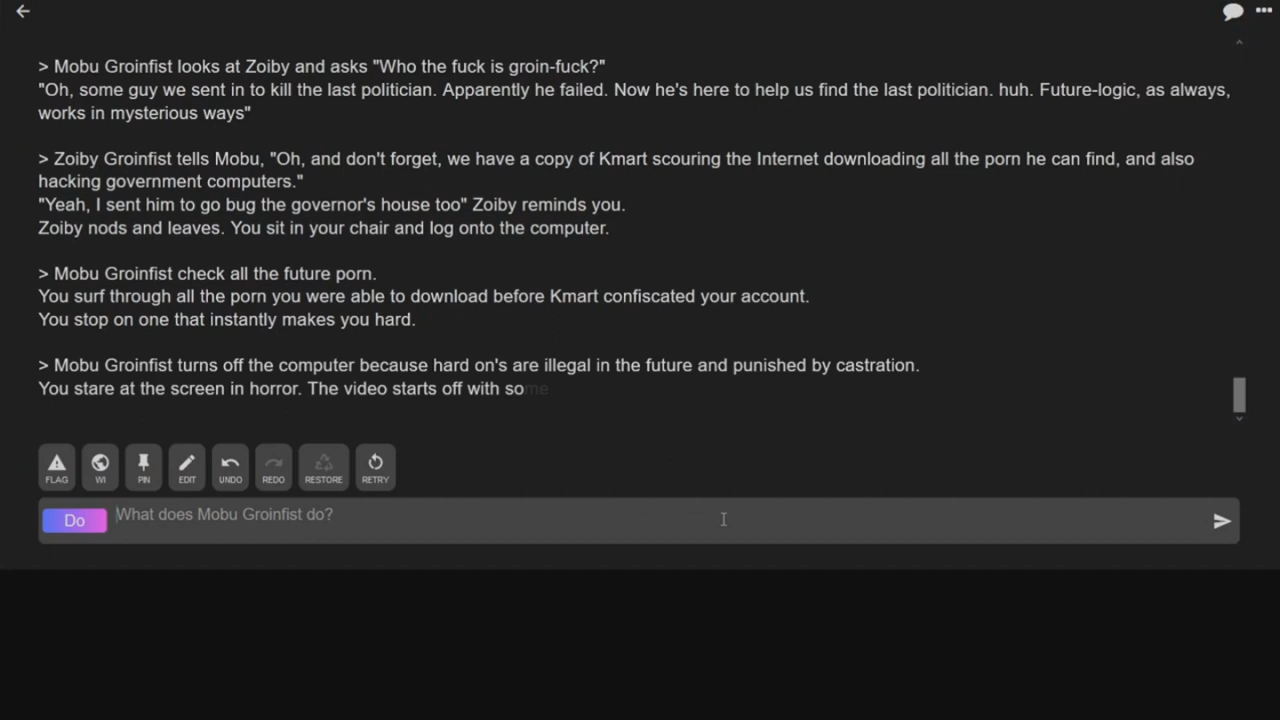 > Mobu Groinfist looks at Zoiby and asks "Who the fuck is groin-fuck?"
"Oh, some guy we sent in to kill the last politician. Apparently he failed. Now he's here to help us find the last politician. huh. Future-logic, as always,
works in mysterious ways"
> Zoiby Groinfist tells Mobu, "Oh, and don't forget, we have a copy of Kmart scouring the Internet downloading all the porn he can find, and also
hacking government computers."
"Yeah, I sent him to go bug the governor's house too" Zoiby reminds you.
Zoiby nods and leaves. You sit in your chair and log onto the computer.
> Mobu Groinfist check all the future porn.
You surf through all the porn you were able to download before Kmart confiscated your account.
You stop on one that instantly makes you hard.
> Mobu Groinfist turns off the computer because hard on's are illegal in the future and punished by castration.
You stare at the screen in horror. The video starts off with some
FLAG WI PIN EDIT UNDO REDO RESTORE RETRY
Do What does Mobu Groinfist do?